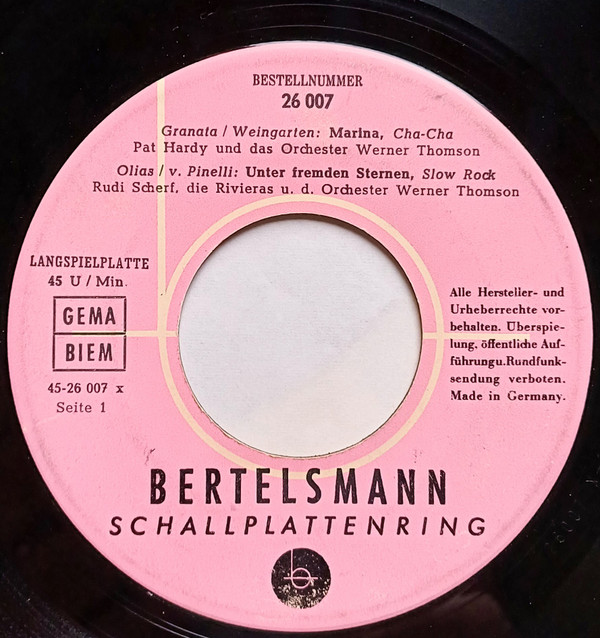 BESTELLNUMMER
26 007
Granata / Weingarten: Marina, Cha-Cha
Pat Hardy und das Orchester Werner Thomson
Olias / v. Pinelli: Unter fremden Sternen, Slow Rock
Rudi Scherf, die Rivieras u. d. Orchester Werner Thomson
LANGSPIELPLATTE
45 U / Min.
GEMA
BIEM
45-26 007 x
Seite 1
Alle Hersteller- und
Urheberrechte vor-
behalten. Überspie-
lung, öffentliche Auf-
führungu.Rundfunk-
sendung verboten.
Made in Germany.
BERTELSMANN
SCHALLPLATTENRING